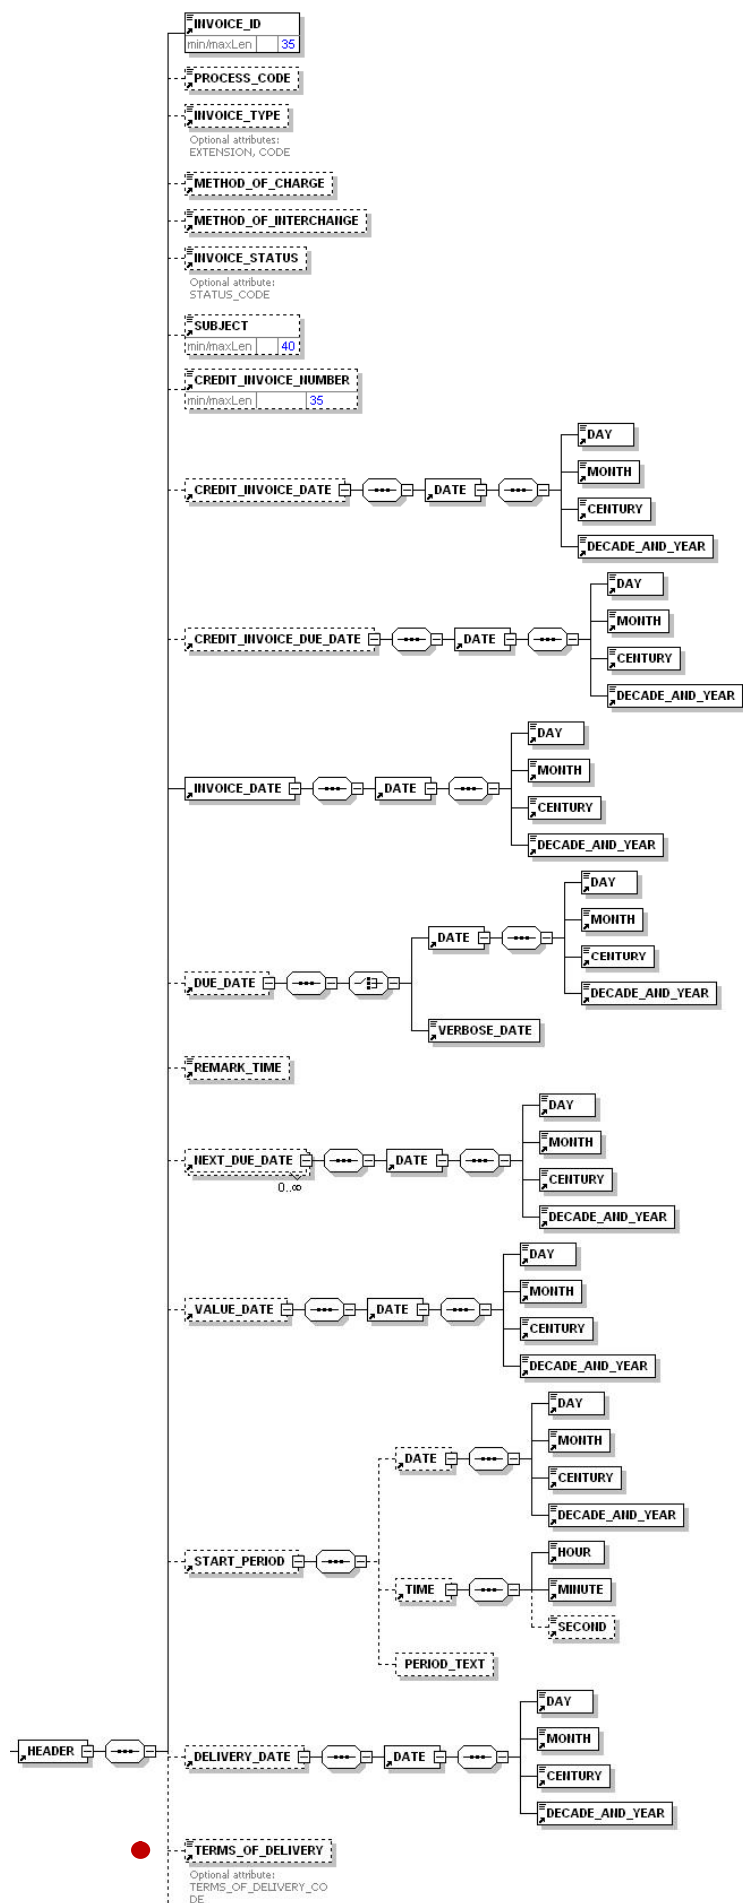 INVOICE_ID
min/maxLen 35
PROCESS_CODE
INVOICE_TYPE
Optional attributes:
EXTENSION, CODE
METHOD_OF_CHARGE
METHOD_OF_INTERCHANGE
INVOICE_STATUS
Optional attribute:
STATUS_CODE
SUBJECT
min/maxLen 40
CREDIT_INVOICE_NUMBER
min/maxLen 35
DAY
MONTH
CREDIT_INVOICE_DATE DATE
CENTURY
DECADE_AND_YEAR
DAY
MONTH
CREDIT_INVOICE_DUE_DATE DATE
CENTURY
DECADE_AND_YEAR
DAY
MONTH
INVOICE_DATE DATE
CENTURY
DECADE_AND_YEAR
DAY
MONTH
DATE
CENTURY
DUE_DATE
DECADE_AND_YEAR
VERBOSE_DATE
REMARK_TIME
DAY
MONTH
NEXT_DUE_DATE DATE
0..∞
CENTURY
DECADE_AND_YEAR
DAY
MONTH
VALUE_DATE DATE
CENTURY
DECADE_AND_YEAR
DAY
MONTH
DATE
CENTURY
DECADE_AND_YEAR
HOUR
START_PERIOD
TIME MINUTE
SECOND
PERIOD_TEXT
DAY
MONTH
HEADER DELIVERY_DATE DATE
CENTURY
DECADE_AND_YEAR
TERMS_OF_DELIVERY
Optional attribute:
TERMS_OF_DELIVERY_CO
DE